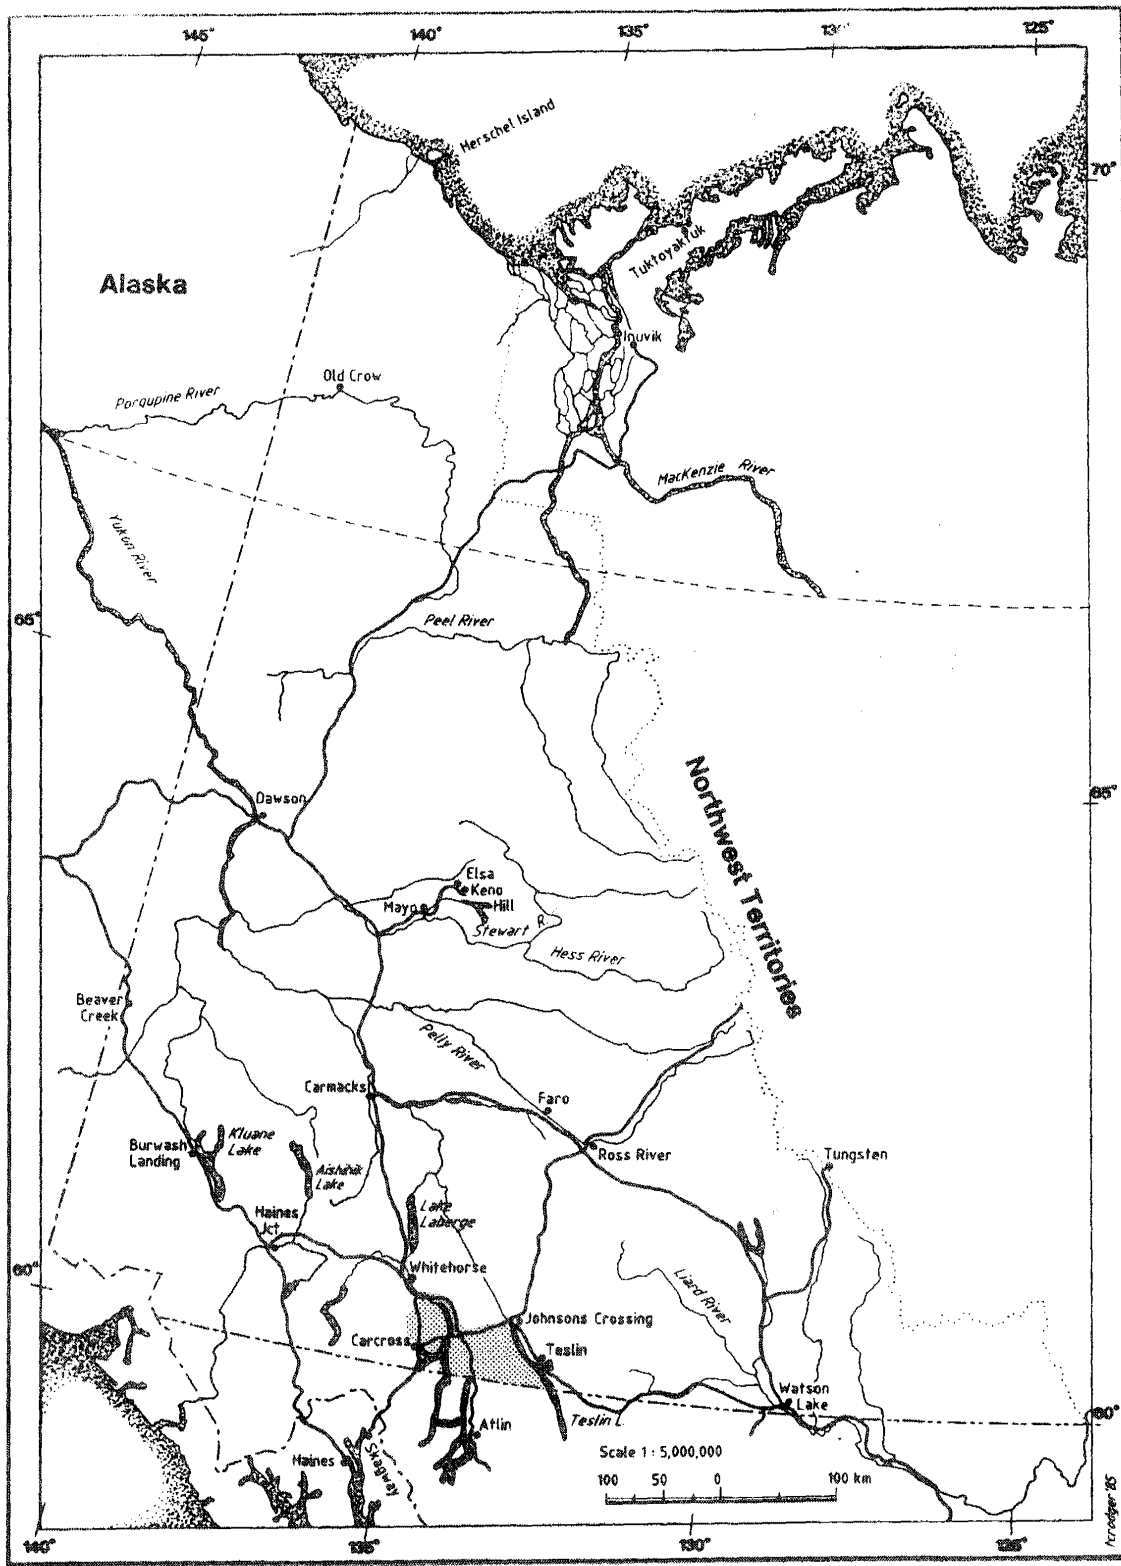 145°
140°
135°
130°
125°
Herschel Island
70°
Tuktoyaktuk
Alaska
Inuvik
Old Crow
Porqupine River
MacKenzie River
Yukon River
65°
Peel River
Northwest Territories
65°
Dawson
Elsa
Keno
Hill
Mayo
Stewart R.
Hess River
Beaver
Creek
Pelly River
Carmacks
Faro
Burwash
Landing
Kluane
Lake
Ross River
Tungsten
Aishihik
Lake
Haines
Jct
Lake
Laberge
Whitehorse
60°
Liard River
Johnsons Crossing
Carcross
Teslin
Watson
Lake
60°
Teslin L.
Atlin
Haines
Skagway
Scale 1 : 5,000,000
100 50 0 100 km
140°
135°
130°
125°